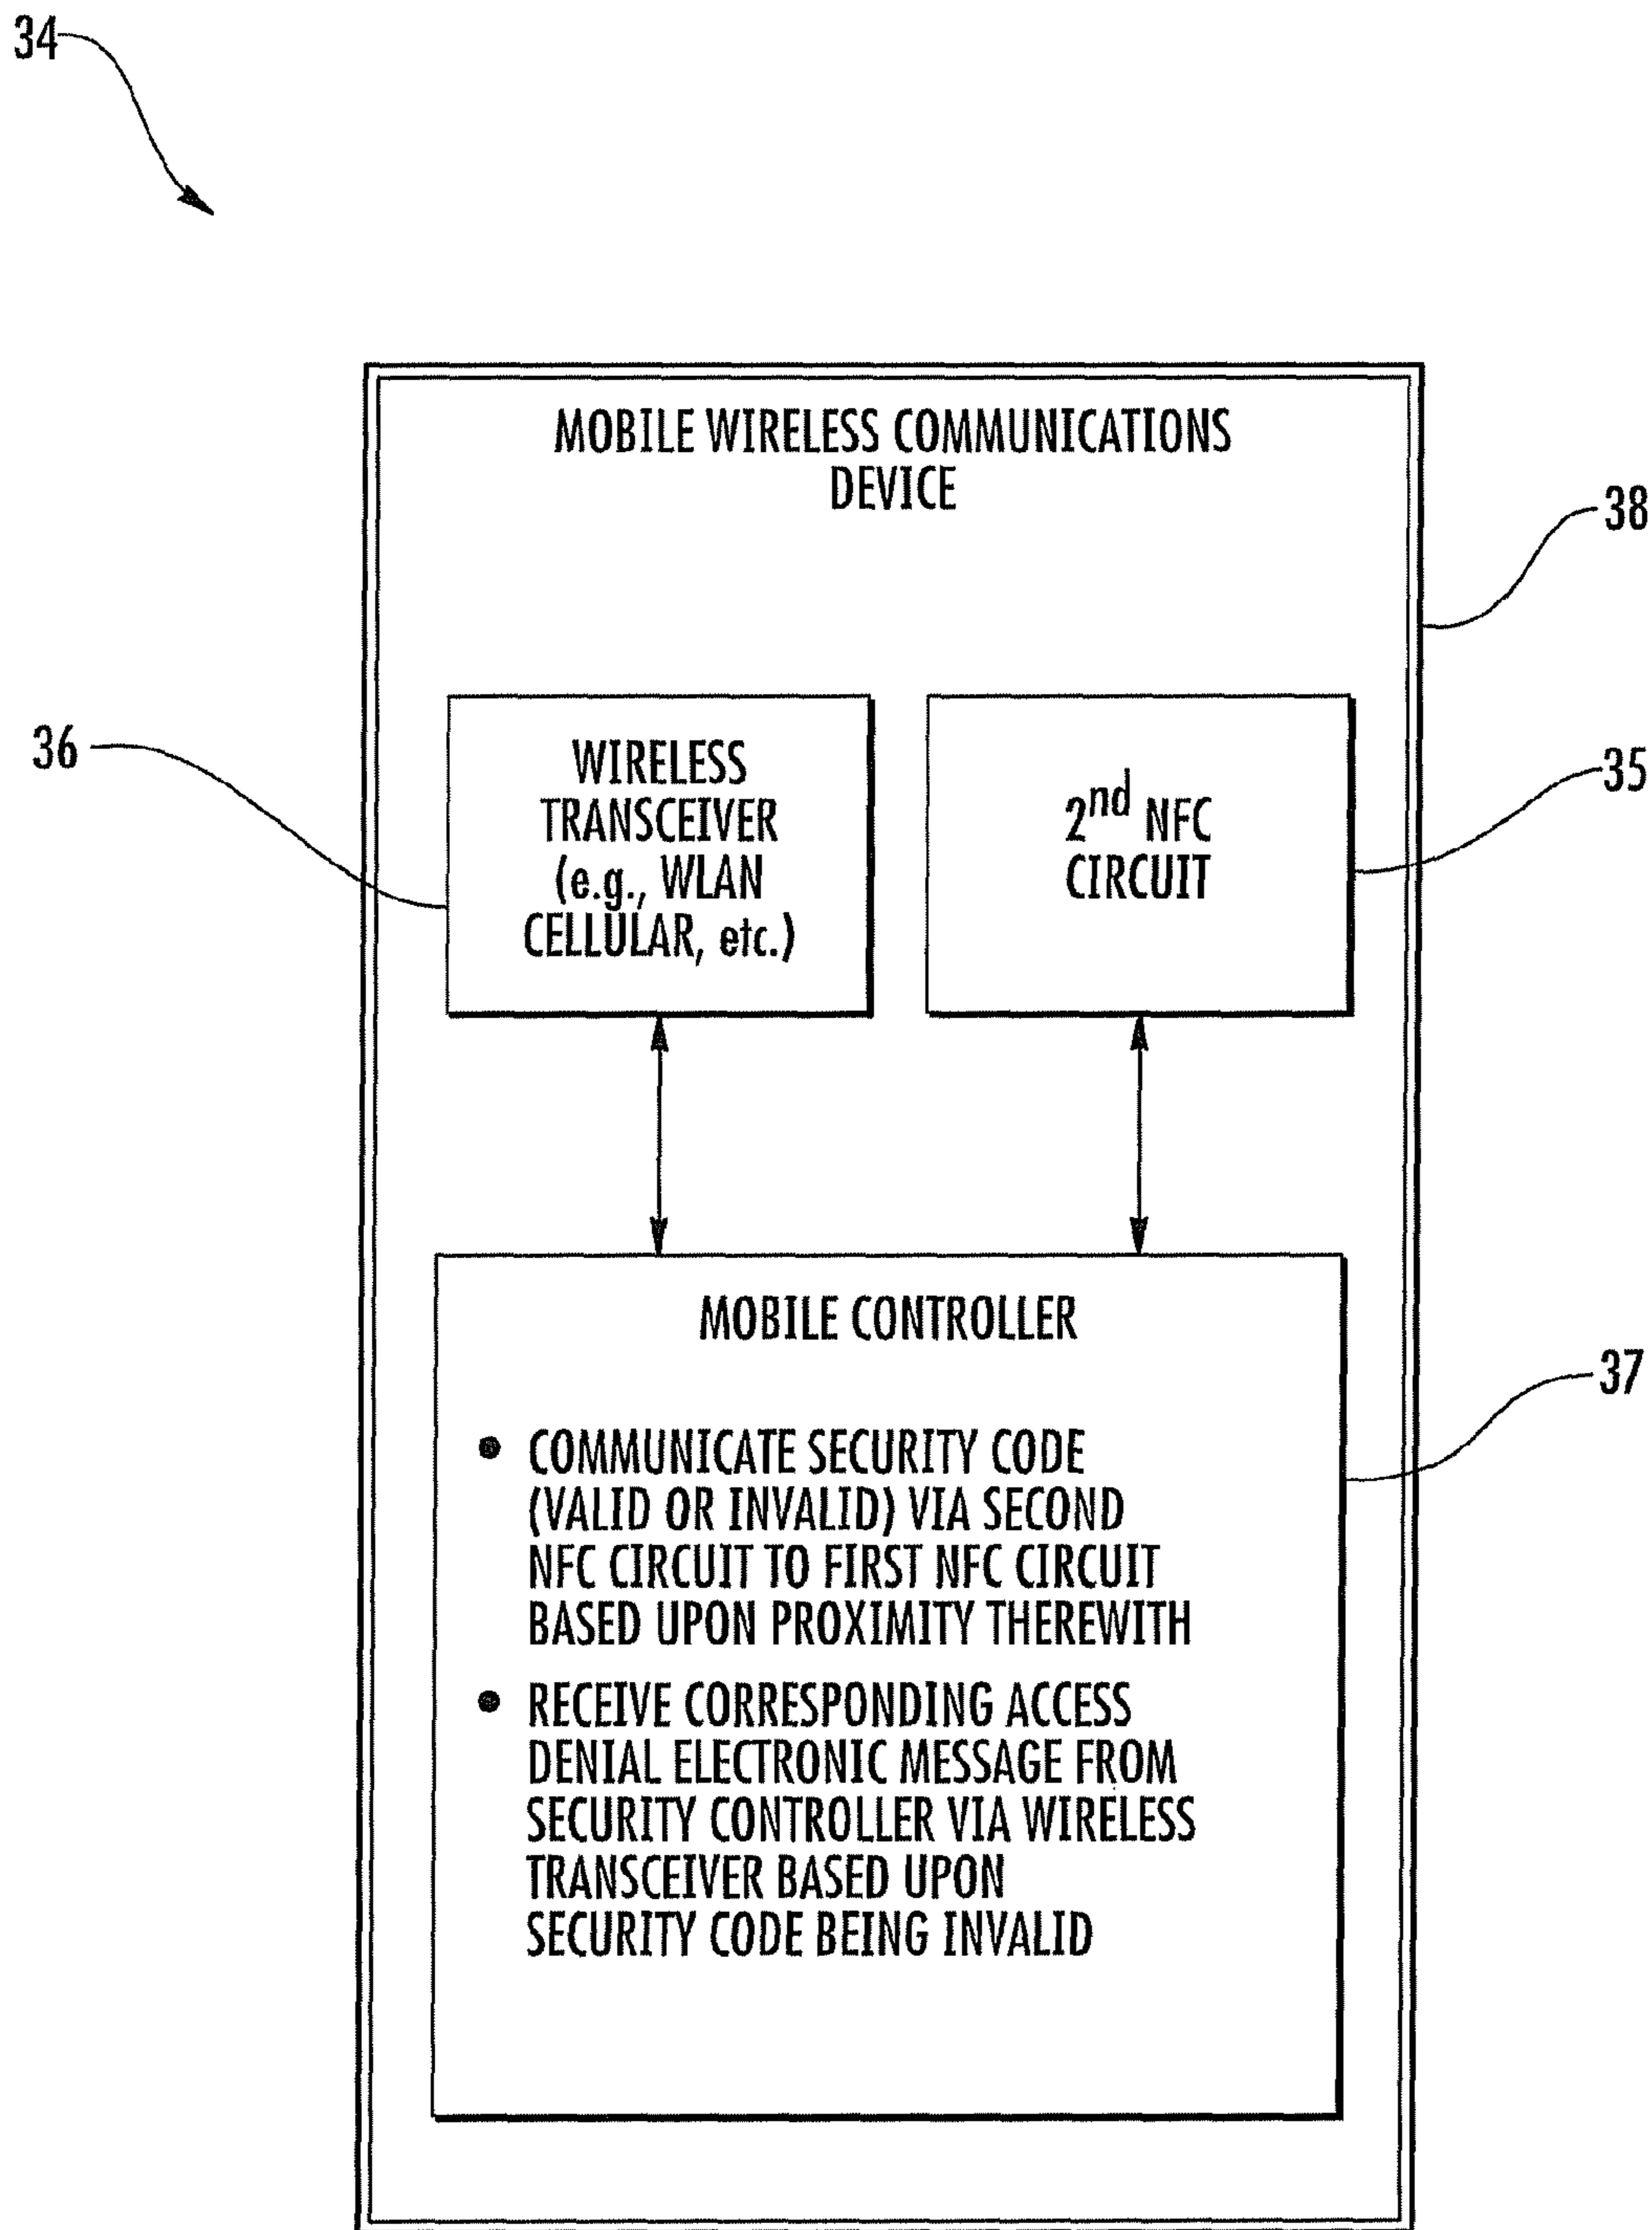 34
MOBILE WIRELESS COMMUNICATIONS
DEVICE
38
36
WIRELESS
TRANSCEIVER
(e.g., WLAN
CELLULAR, etc.)
2nd NFC
CIRCUIT
35
MOBILE CONTROLLER
37
• COMMUNICATE SECURITY CODE
(VALID OR INVALID) VIA SECOND
NFC CIRCUIT TO FIRST NFC CIRCUIT
BASED UPON PROXIMITY THEREWITH
• RECEIVE CORRESPONDING ACCESS
DENIAL ELECTRONIC MESSAGE FROM
SECURITY CONTROLLER VIA WIRELESS
TRANSCEIVER BASED UPON
SECURITY CODE BEING INVALID